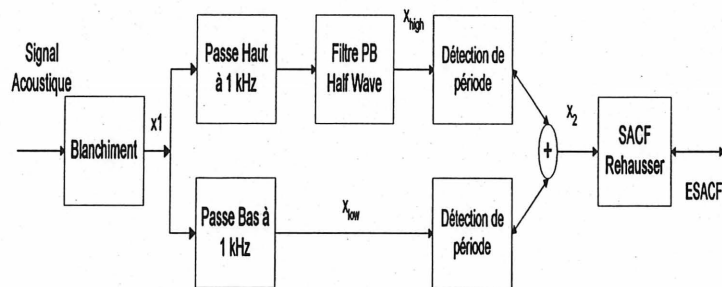 Signal
Acoustique
Blanchiment
x1
Passe Haut
à 1 kHz
Filtre PB
Half Wave
x_high
Détection de
période
Passe Bas à
1 kHz
x_low
Détection de
période
+
x_2
SACF
Rehausser
ESACF